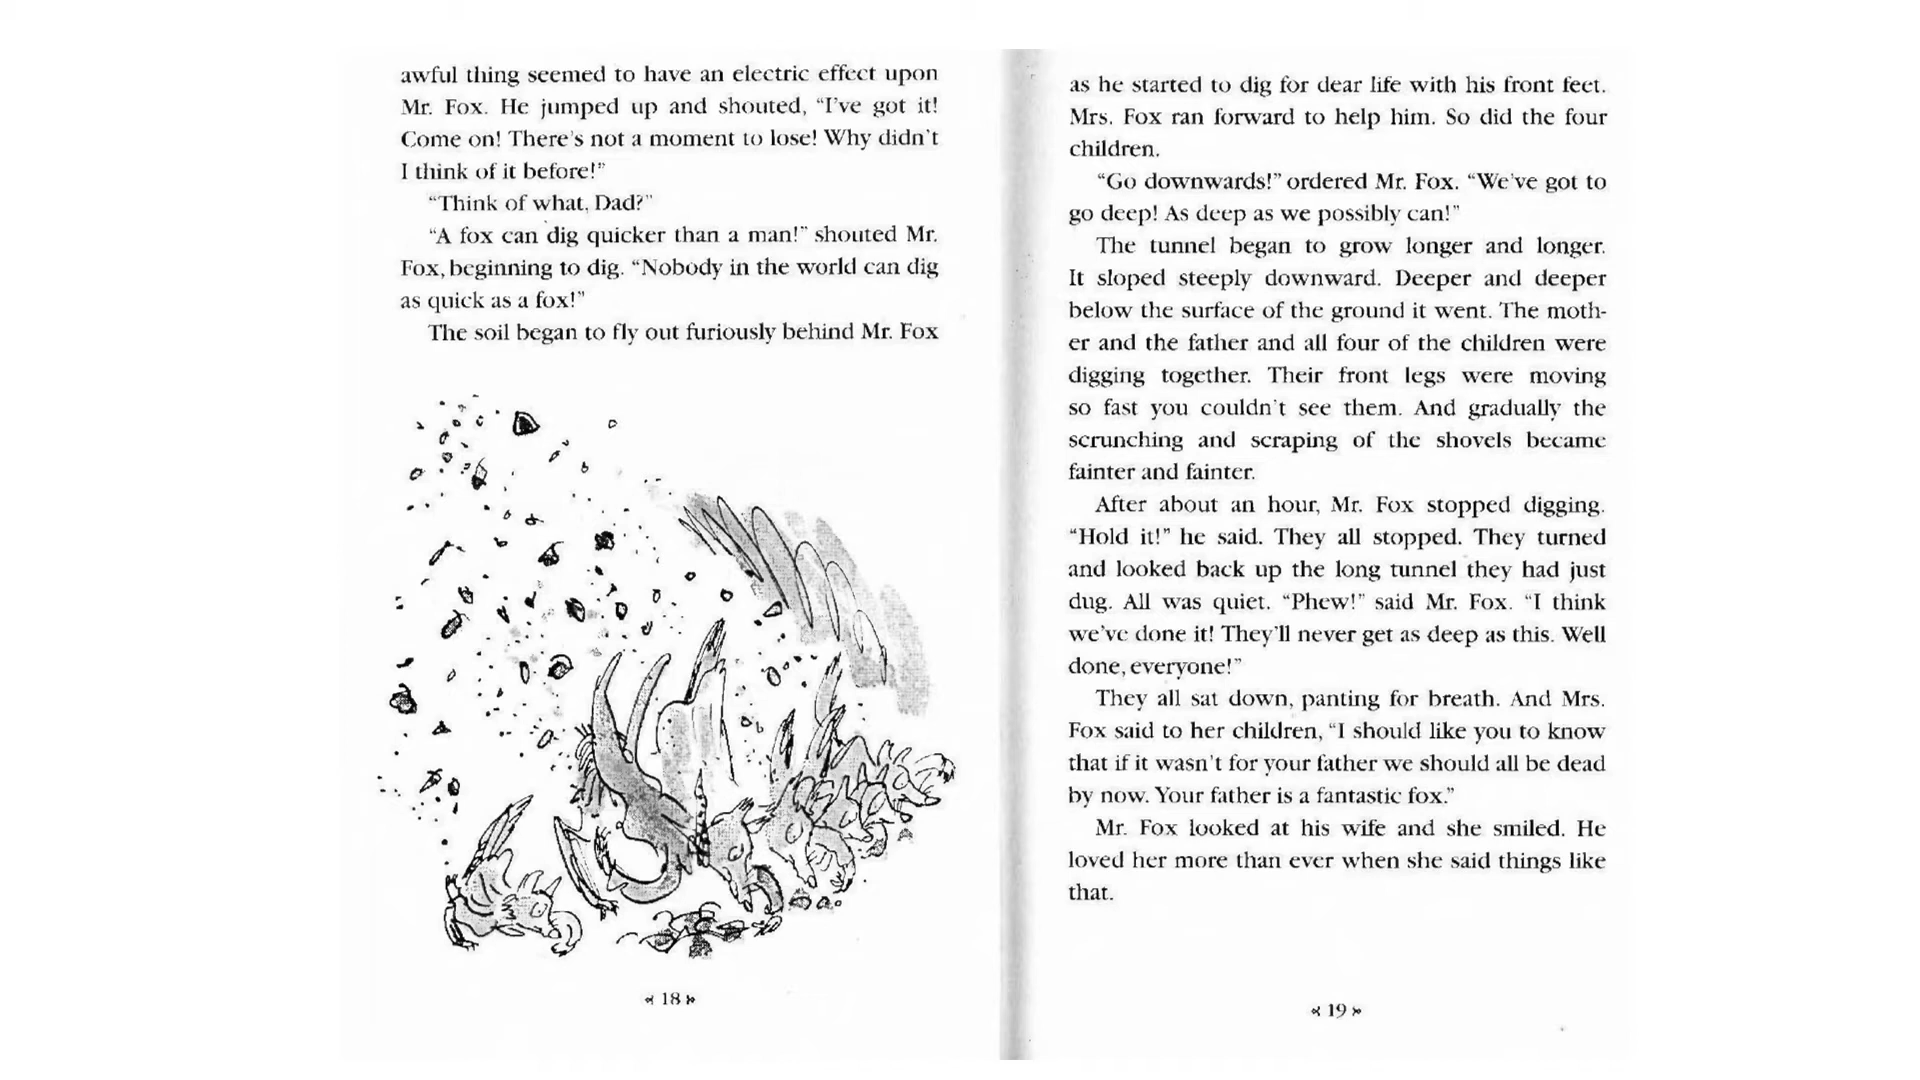 awful thing seemed to have an electric effect upon
Mr. Fox. He jumped up and shouted, “I’ve got it!
Come on! There’s not a moment to lose! Why didn’t
I think of it before!”
“Think of what, Dad?”
“A fox can dig quicker than a man!” shouted Mr.
Fox, beginning to dig. “Nobody in the world can dig
as quick as a fox!”
The soil began to fly out furiously behind Mr. Fox
18
as he started to dig for dear life with his front feet.
Mrs. Fox ran forward to help him. So did the four
children.
“Go downwards!” ordered Mr. Fox. “We’ve got to
go deep! As deep as we possibly can!”
The tunnel began to grow longer and longer.
It sloped steeply downward. Deeper and deeper
below the surface of the ground it went. The moth-
er and the father and all four of the children were
digging together. Their front legs were moving
so fast you couldn’t see them. And gradually the
scrunching and scraping of the shovels became
fainter and fainter.
After about an hour, Mr. Fox stopped digging.
“Hold it!” he said. They all stopped. They turned
and looked back up the long tunnel they had just
dug. All was quiet. “Phew!” said Mr. Fox. “I think
we’ve done it! They’ll never get as deep as this. Well
done, everyone!”
They all sat down, panting for breath. And Mrs.
Fox said to her children, “I should like you to know
that if it wasn’t for your father we should all be dead
by now. Your father is a fantastic fox.”
Mr. Fox looked at his wife and she smiled. He
loved her more than ever when she said things like
that.
19